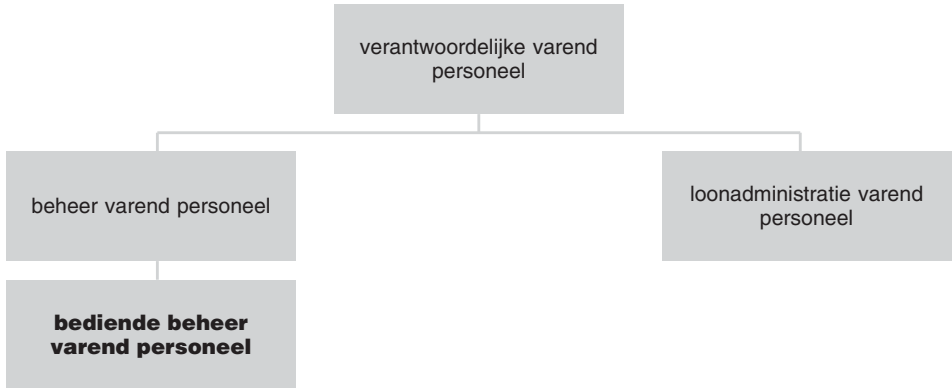 verantwoordelijke varend
personeel
beheer varend personeel
loonadministratie varend
personeel
bediende beheer
varend personeel